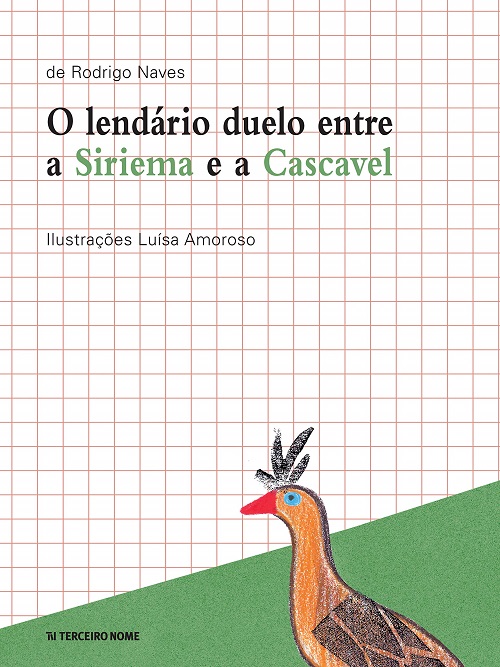 de Rodrigo Naves
O lendário duelo entre
a Siriema e a Cascavel
Ilustrações Luísa Amoroso
TERCEIRO NOME